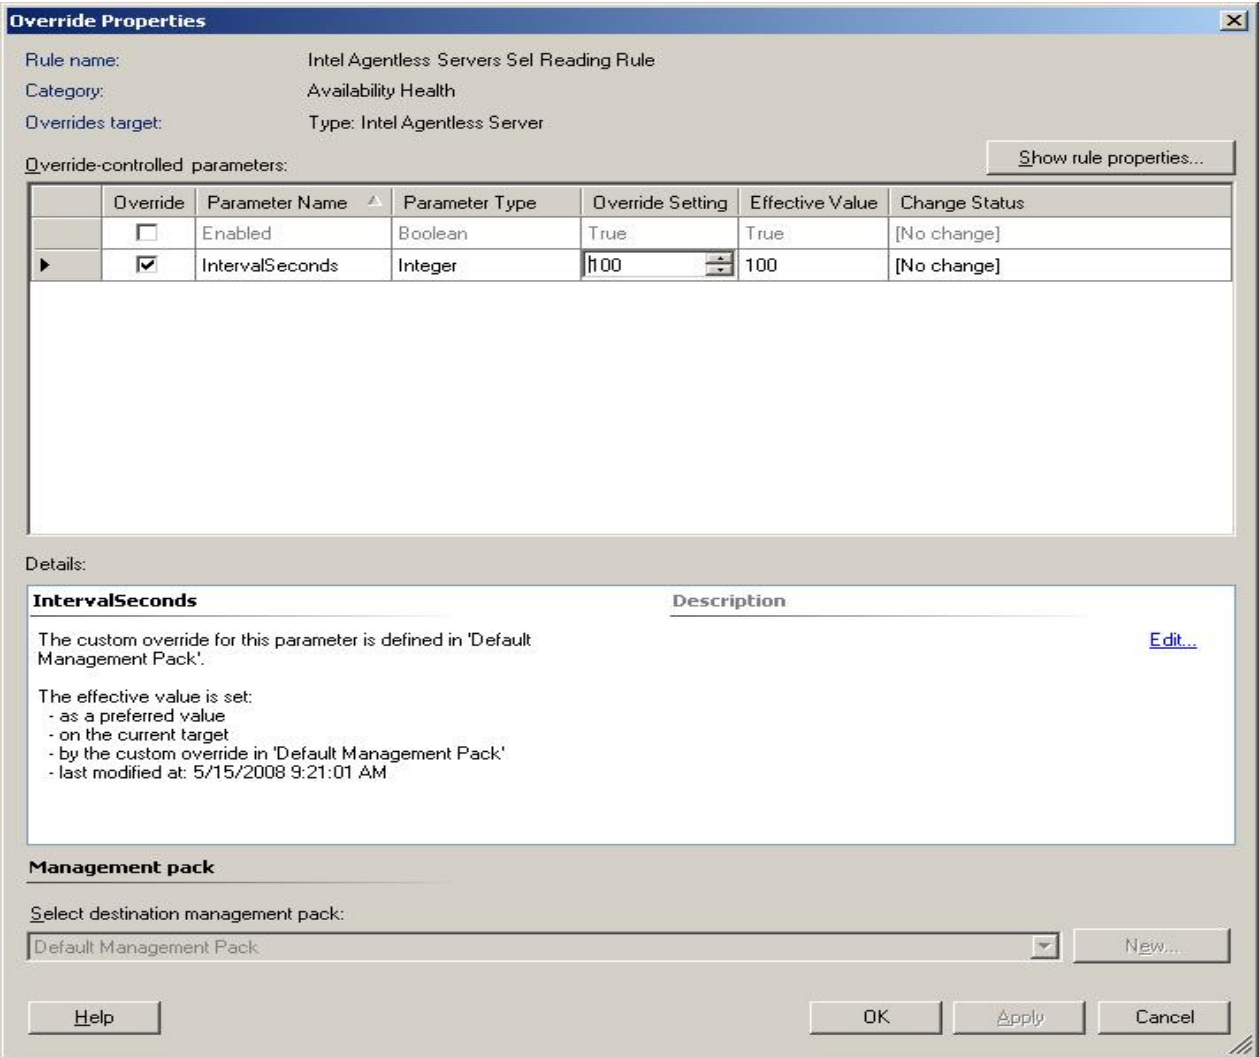 Override Properties
Rule name: Intel Agentless Servers Sel Reading Rule
Category: Availability Health
Overrides target: Type: Intel Agentless Server
Show rule properties...
Override-controlled parameters:
Override Parameter Name Parameter Type Override Setting Effective Value Change Status
Enabled Boolean True True [No change]
IntervalSeconds Integer 100 100 [No change]
Details:
IntervalSeconds Description
The custom override for this parameter is defined in 'Default Edit...
Management Pack'.
The effective value is set:
- as a preferred value
- on the current target
- by the custom override in 'Default Management Pack'
- last modified at: 5/15/2008 9:21:01 AM
Management pack
Select destination management pack:
Default Management Pack New...
Help OK Apply Cancel